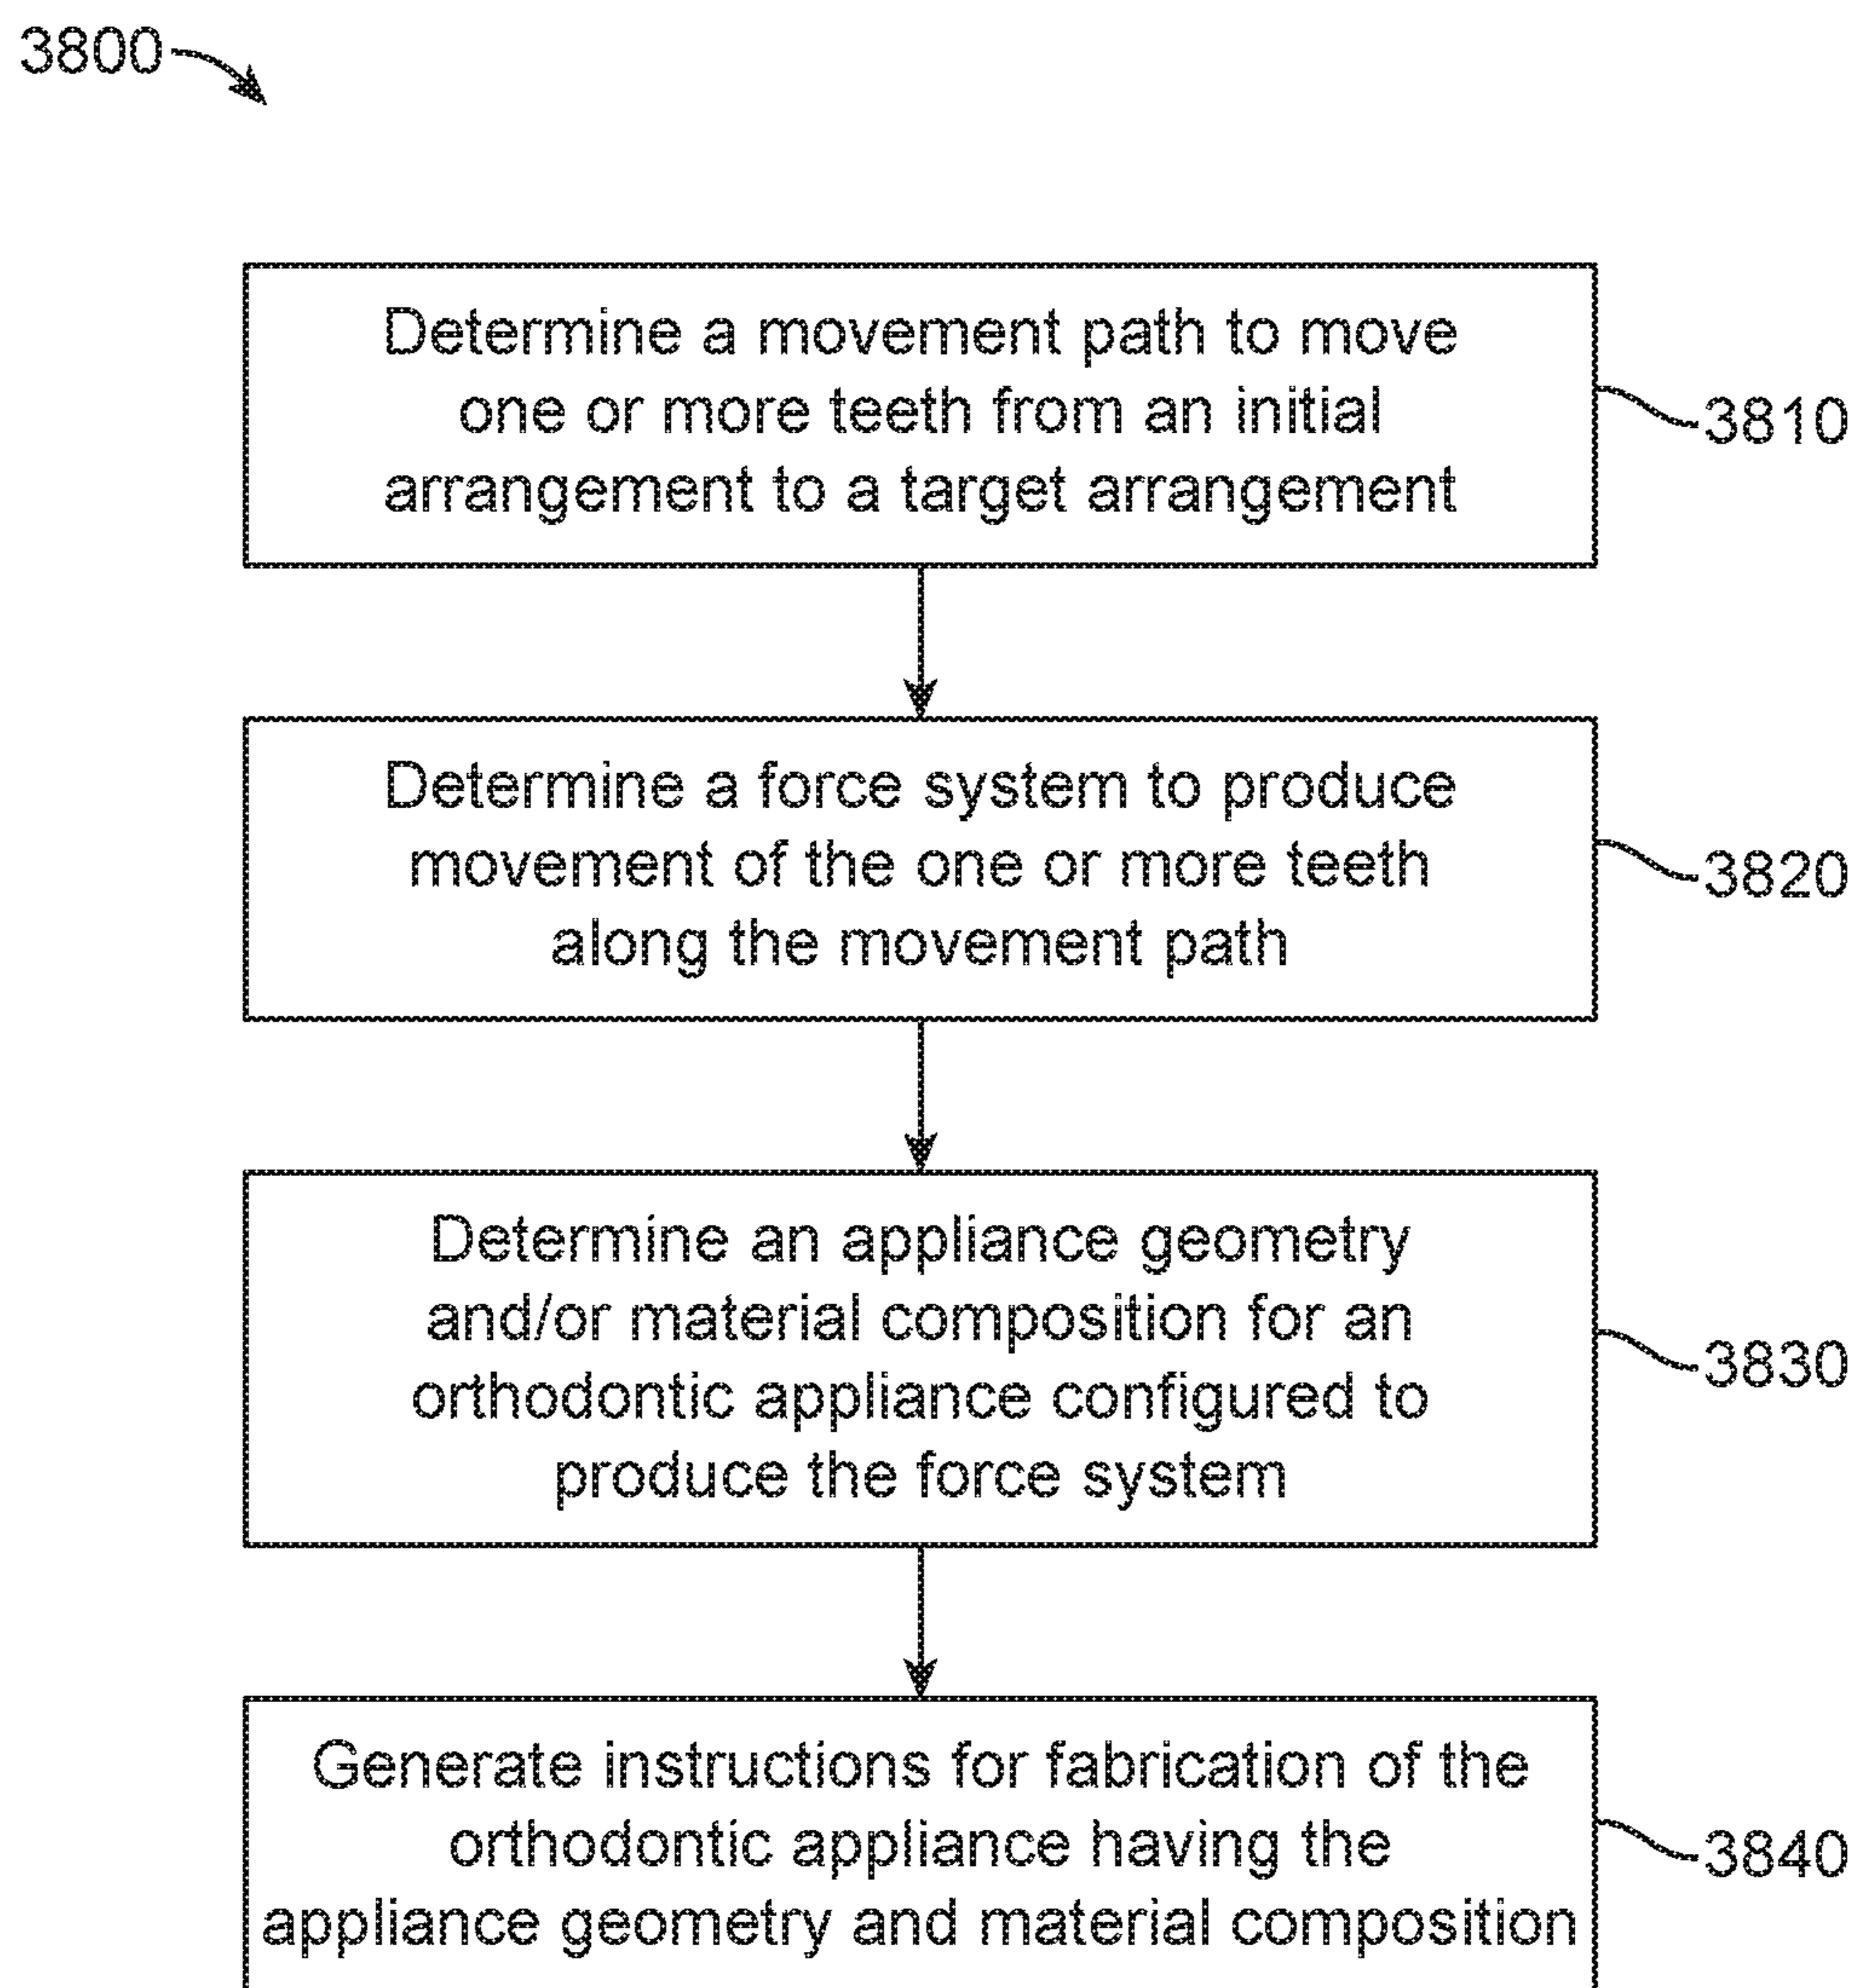 3800
Determine a movement path to move
one or more teeth from an initial
arrangement to a target arrangement
3810
Determine a force system to produce
movement of the one or more teeth
along the movement path
3820
Determine an appliance geometry
and/or material composition for an
orthodontic appliance configured to
produce the force system
3830
Generate instructions for fabrication of the
orthodontic appliance having the
appliance geometry and material composition
3840